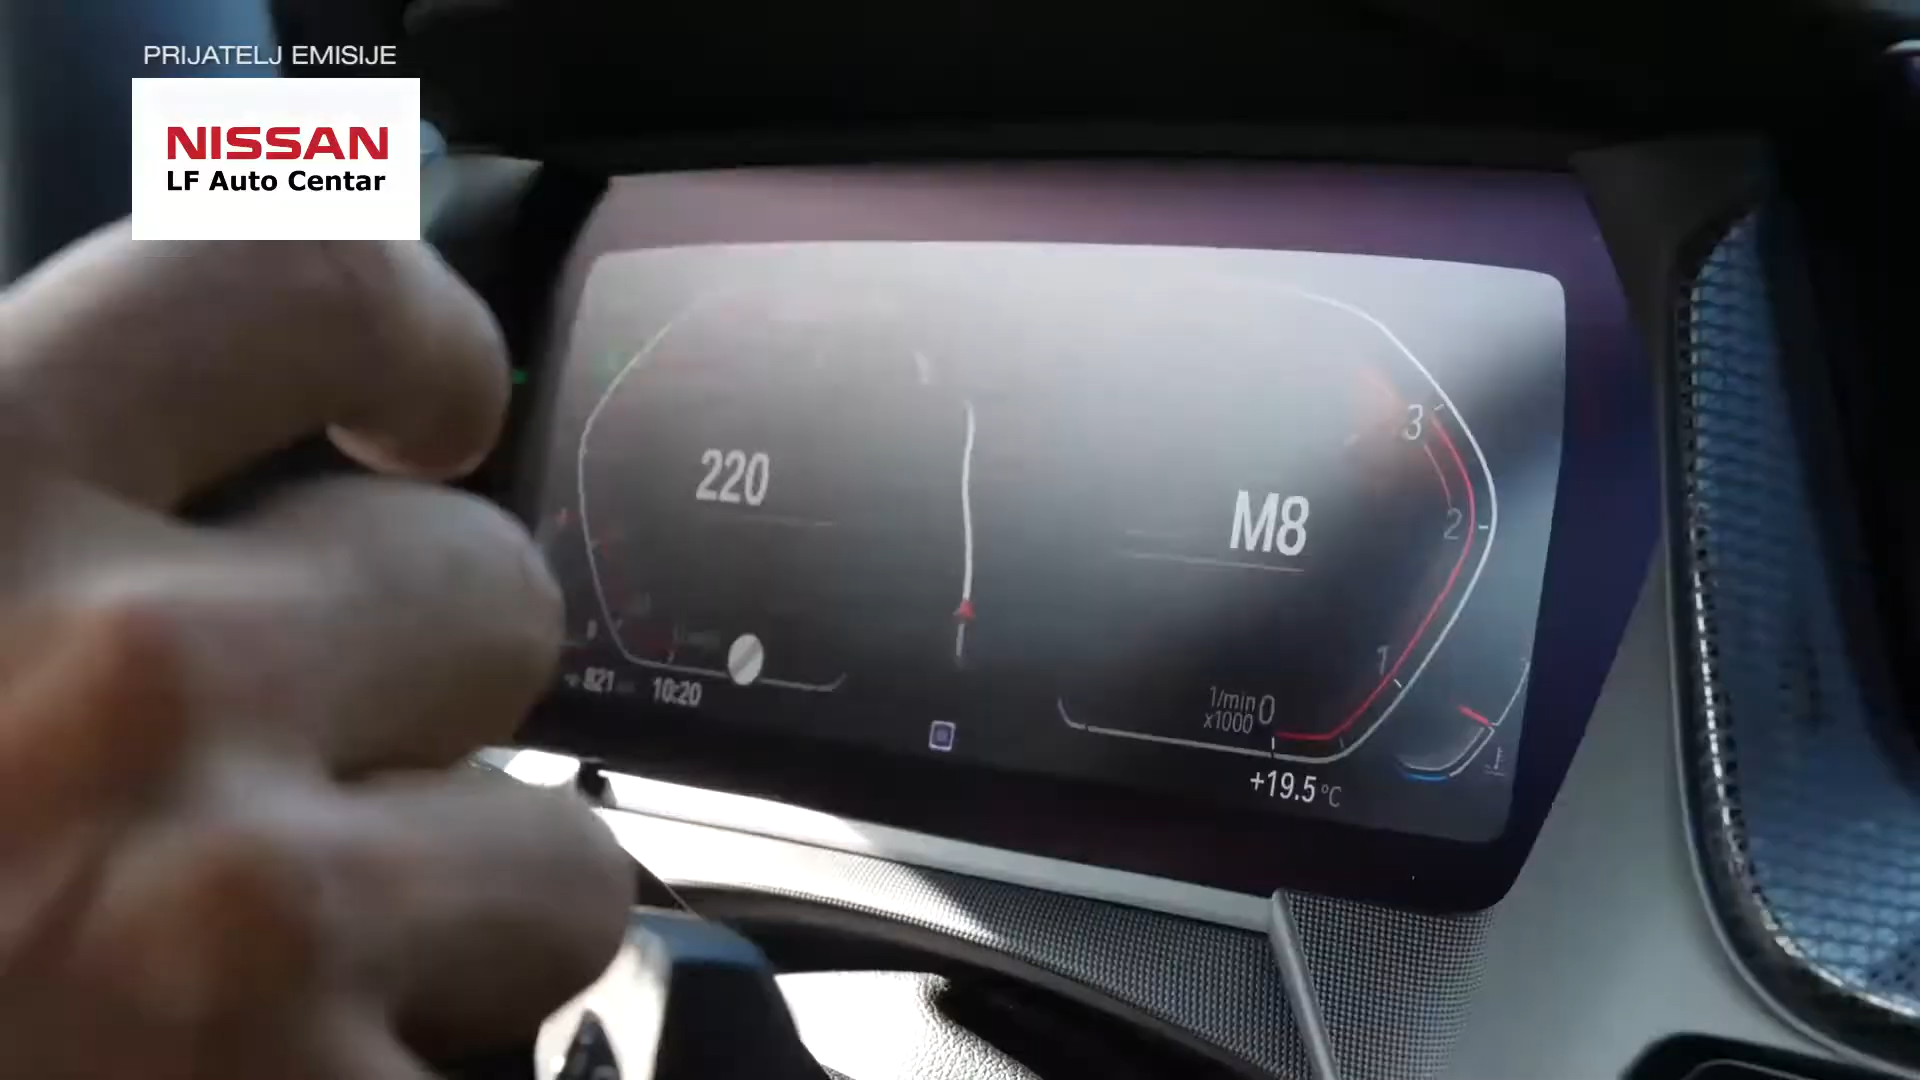 PRIJATELJ EMISIJE
NISSAN
LF Auto Centar
220
M8
3
2
1
1/min
x1000
0
821
10:20
+19.5 °C